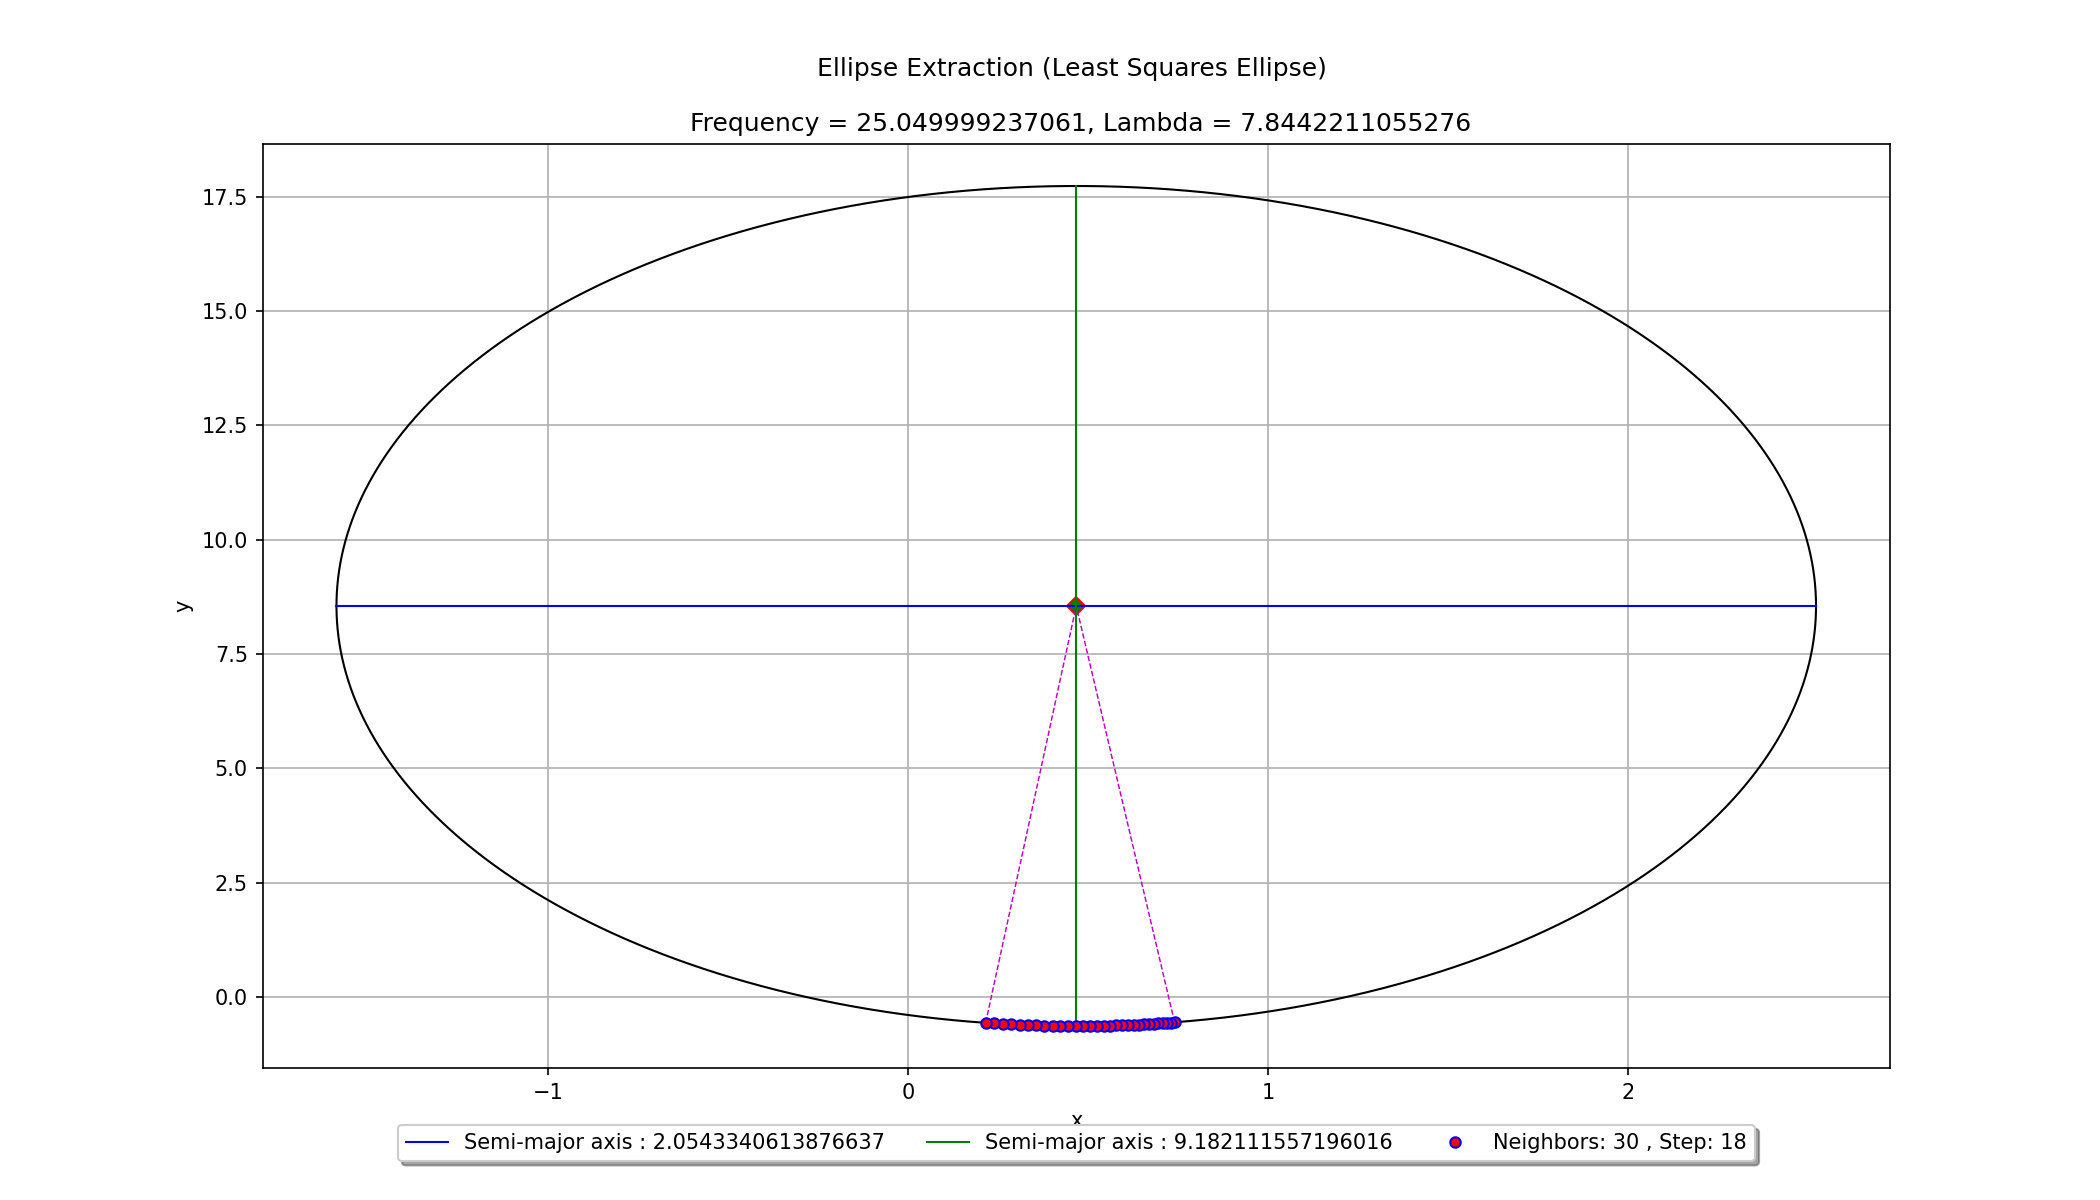 Ellipse Extraction (Least Squares Ellipse)
Frequency = 25.049999237061, Lambda = 7.8442211055276
17.5
15.0
12.5
10.0
7.5
5.0
2.5
0.0
y
−1 0 1 2
x
Semi-major axis : 2.0543340613876637 Semi-major axis : 9.182111557196016 Neighbors: 30 , Step: 18